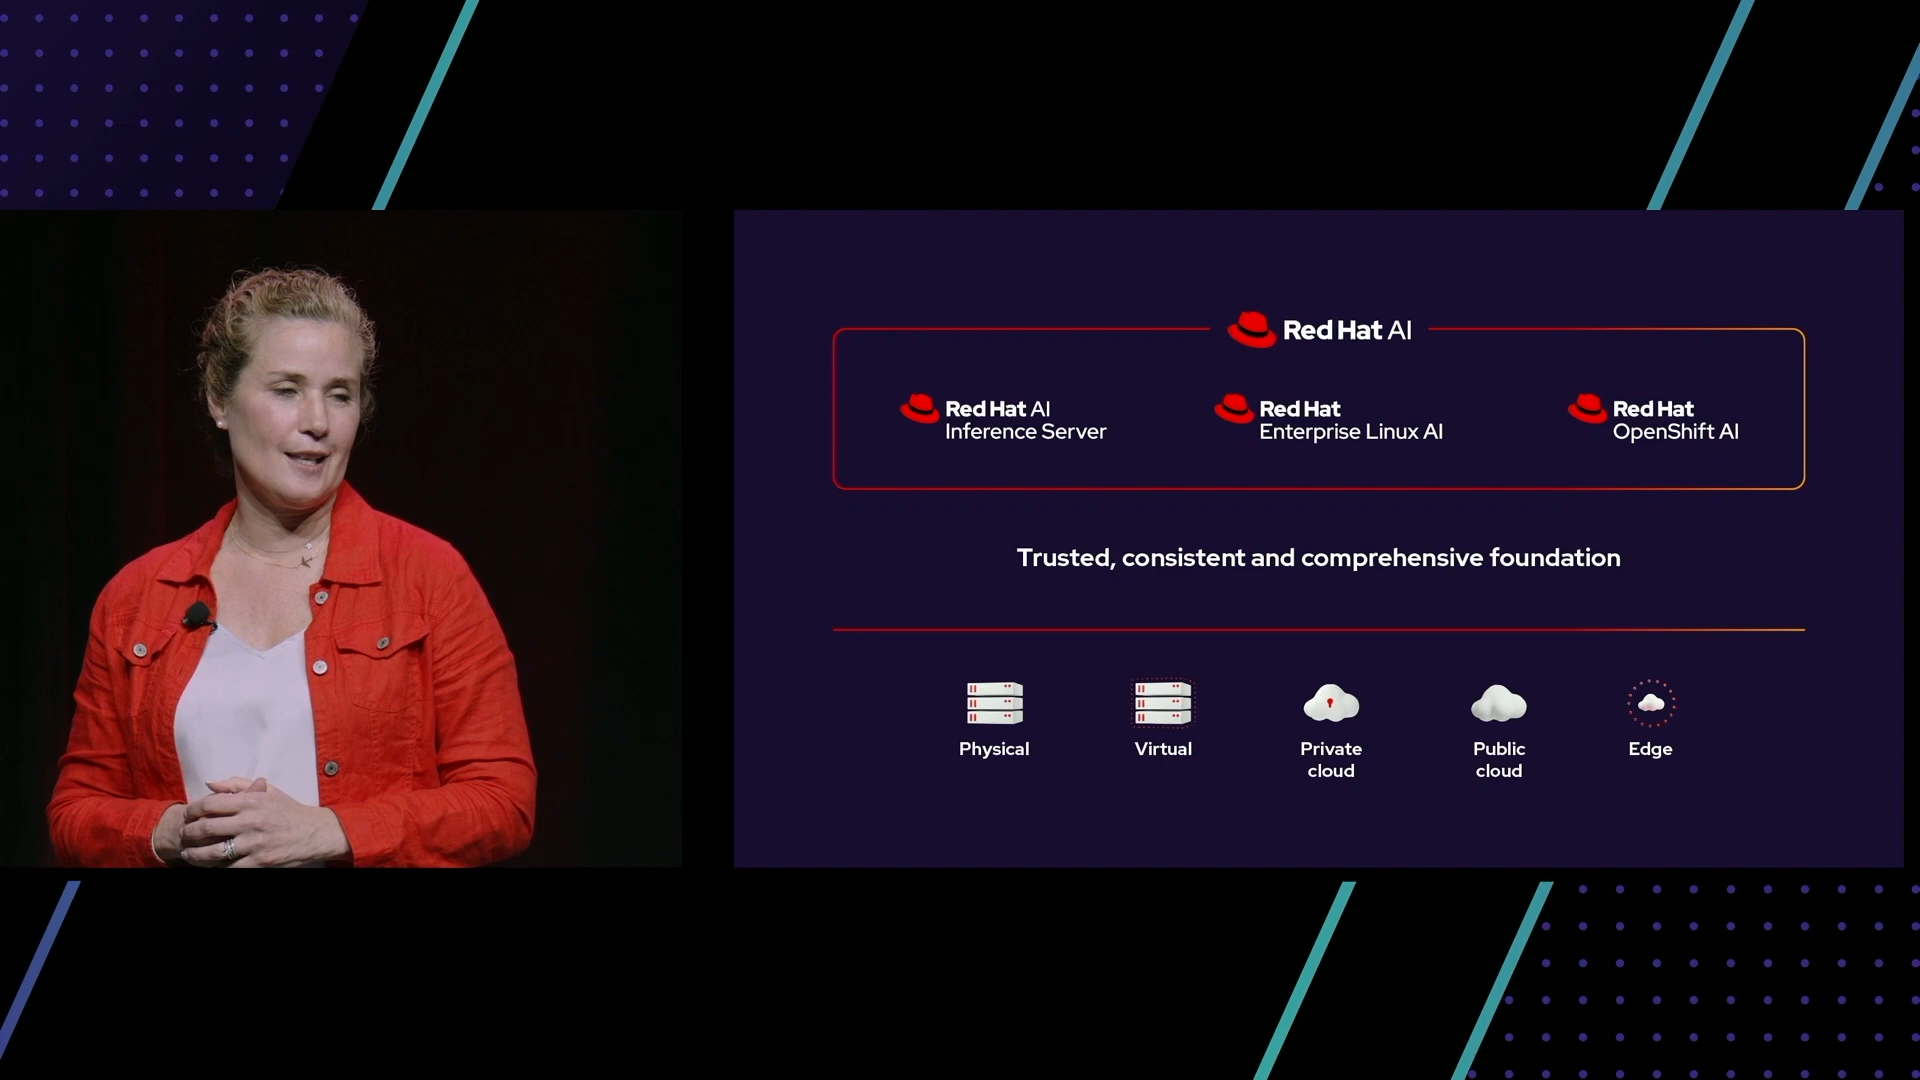 Red Hat AI
Red Hat AI
Inference Server
Red Hat
Enterprise Linux AI
Red Hat
OpenShift AI
Trusted, consistent and comprehensive foundation
Physical
Virtual
Private
cloud
Public
cloud
Edge